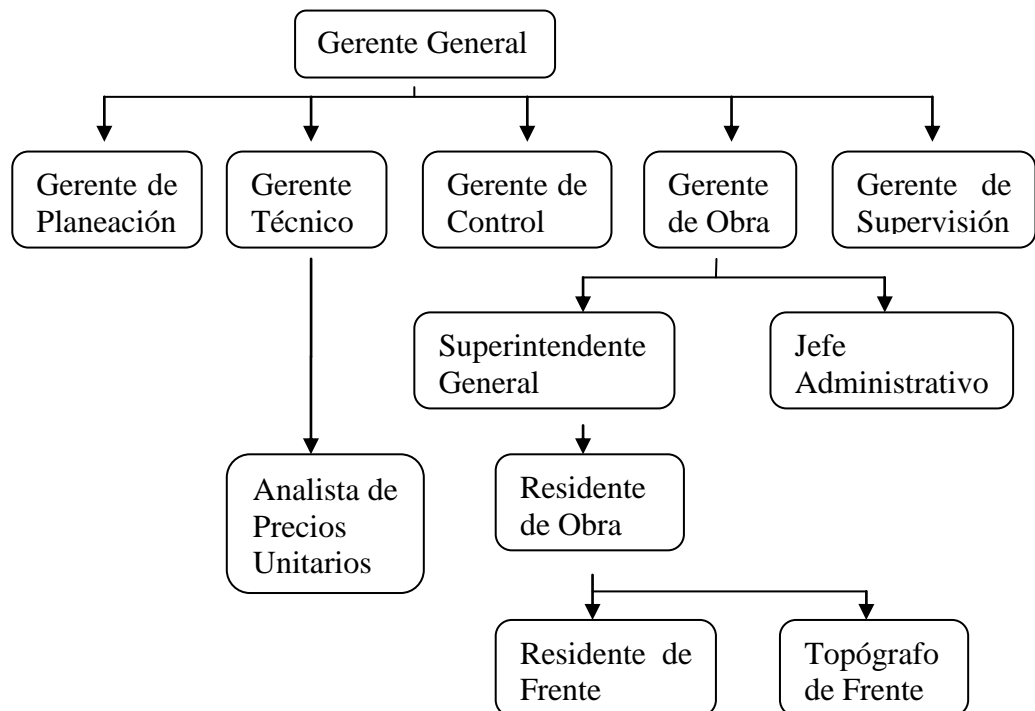 Gerente General
Gerente de
Planeación
Gerente
Técnico
Gerente de
Control
Gerente
de Obra
Gerente de
Supervisión
Superintendente
General
Jefe
Administrativo
Analista de
Precios
Unitarios
Residente
de Obra
Residente de
Frente
Topógrafo
de Frente